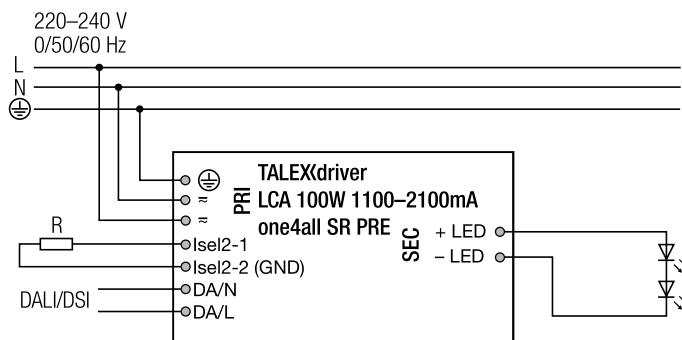 220–240 V
0/50/60 Hz
L
N
TALEXXdriver
LCA 100W 1100–2100mA
one4all SR PRE
PRI
≂
≂
SEC
+ LED
– LED
R
Isel2-1
Isel2-2 (GND)
DALI/DSI
DA/N
DA/L